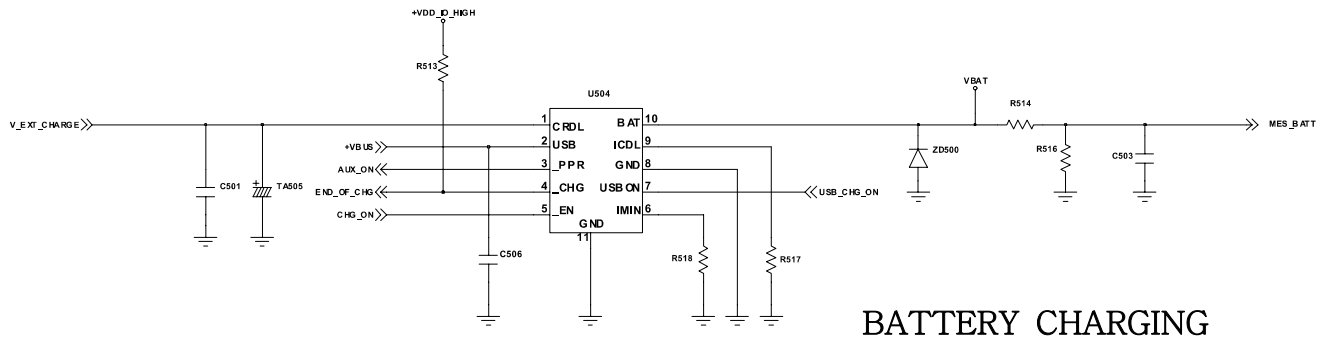 +VDD_IO_HIGH
R513
U504
VBAT
R514
V_EXT_CHARGE
1 CRDL BAT 10
MES_BATT
+VBUS
2 USB ICDL 9
ZD500
R516
C503
AUX_ON
3 _PPR GND 8
C501
+ TA505
END_OF_CHG
4 _CHG USBON 7
USB_CHG_ON
CHG_ON
5 _EN IMIN 6
GND
11
C506
R518
R517
BATTERY CHARGING